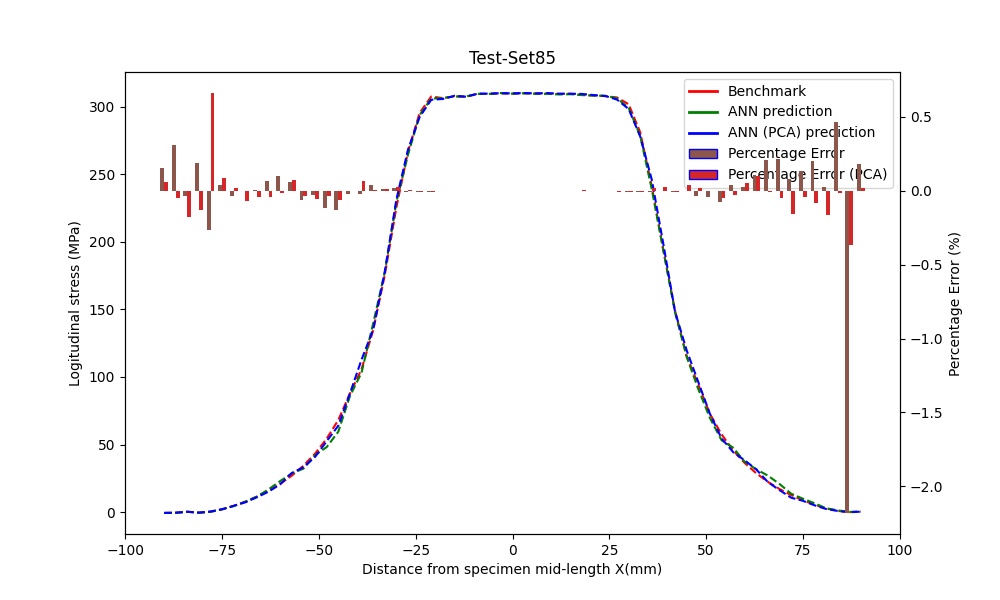 Test-Set85
Benchmark
ANN prediction
ANN (PCA) prediction
Percentage Error
Percentage Error (PCA)
300
250
200
150
100
50
0
Logitudinal stress (MPa)
0.5
0.0
−0.5
−1.0
−1.5
−2.0
Percentage Error (%)
−100 −75 −50 −25 0 25 50 75 100
Distance from specimen mid-length X(mm)